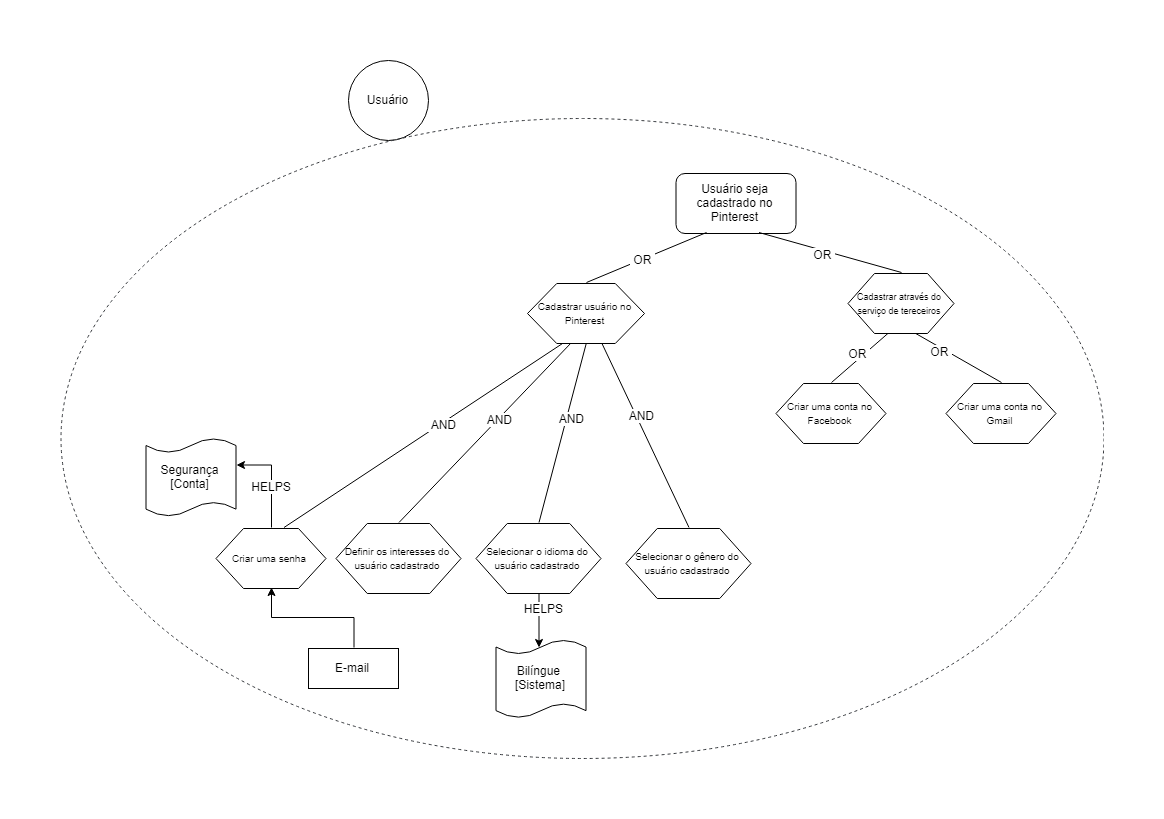 Usuário
Usuário seja
cadastrado no
Pinterest
OR
OR
Cadastrar usuário no
Pinterest
Cadastrar através do
serviço de tereceiros
OR
OR
Criar uma conta no
Facebook
Criar uma conta no
Gmail
AND
AND
AND
AND
Segurança
[Conta]
HELPS
Criar uma senha
Definir os interesses do
usuário cadastrado
Selecionar o idioma do
usuário cadastrado
Selecionar o gênero do
usuário cadastrado
HELPS
E-mail
Bilíngue
[Sistema]